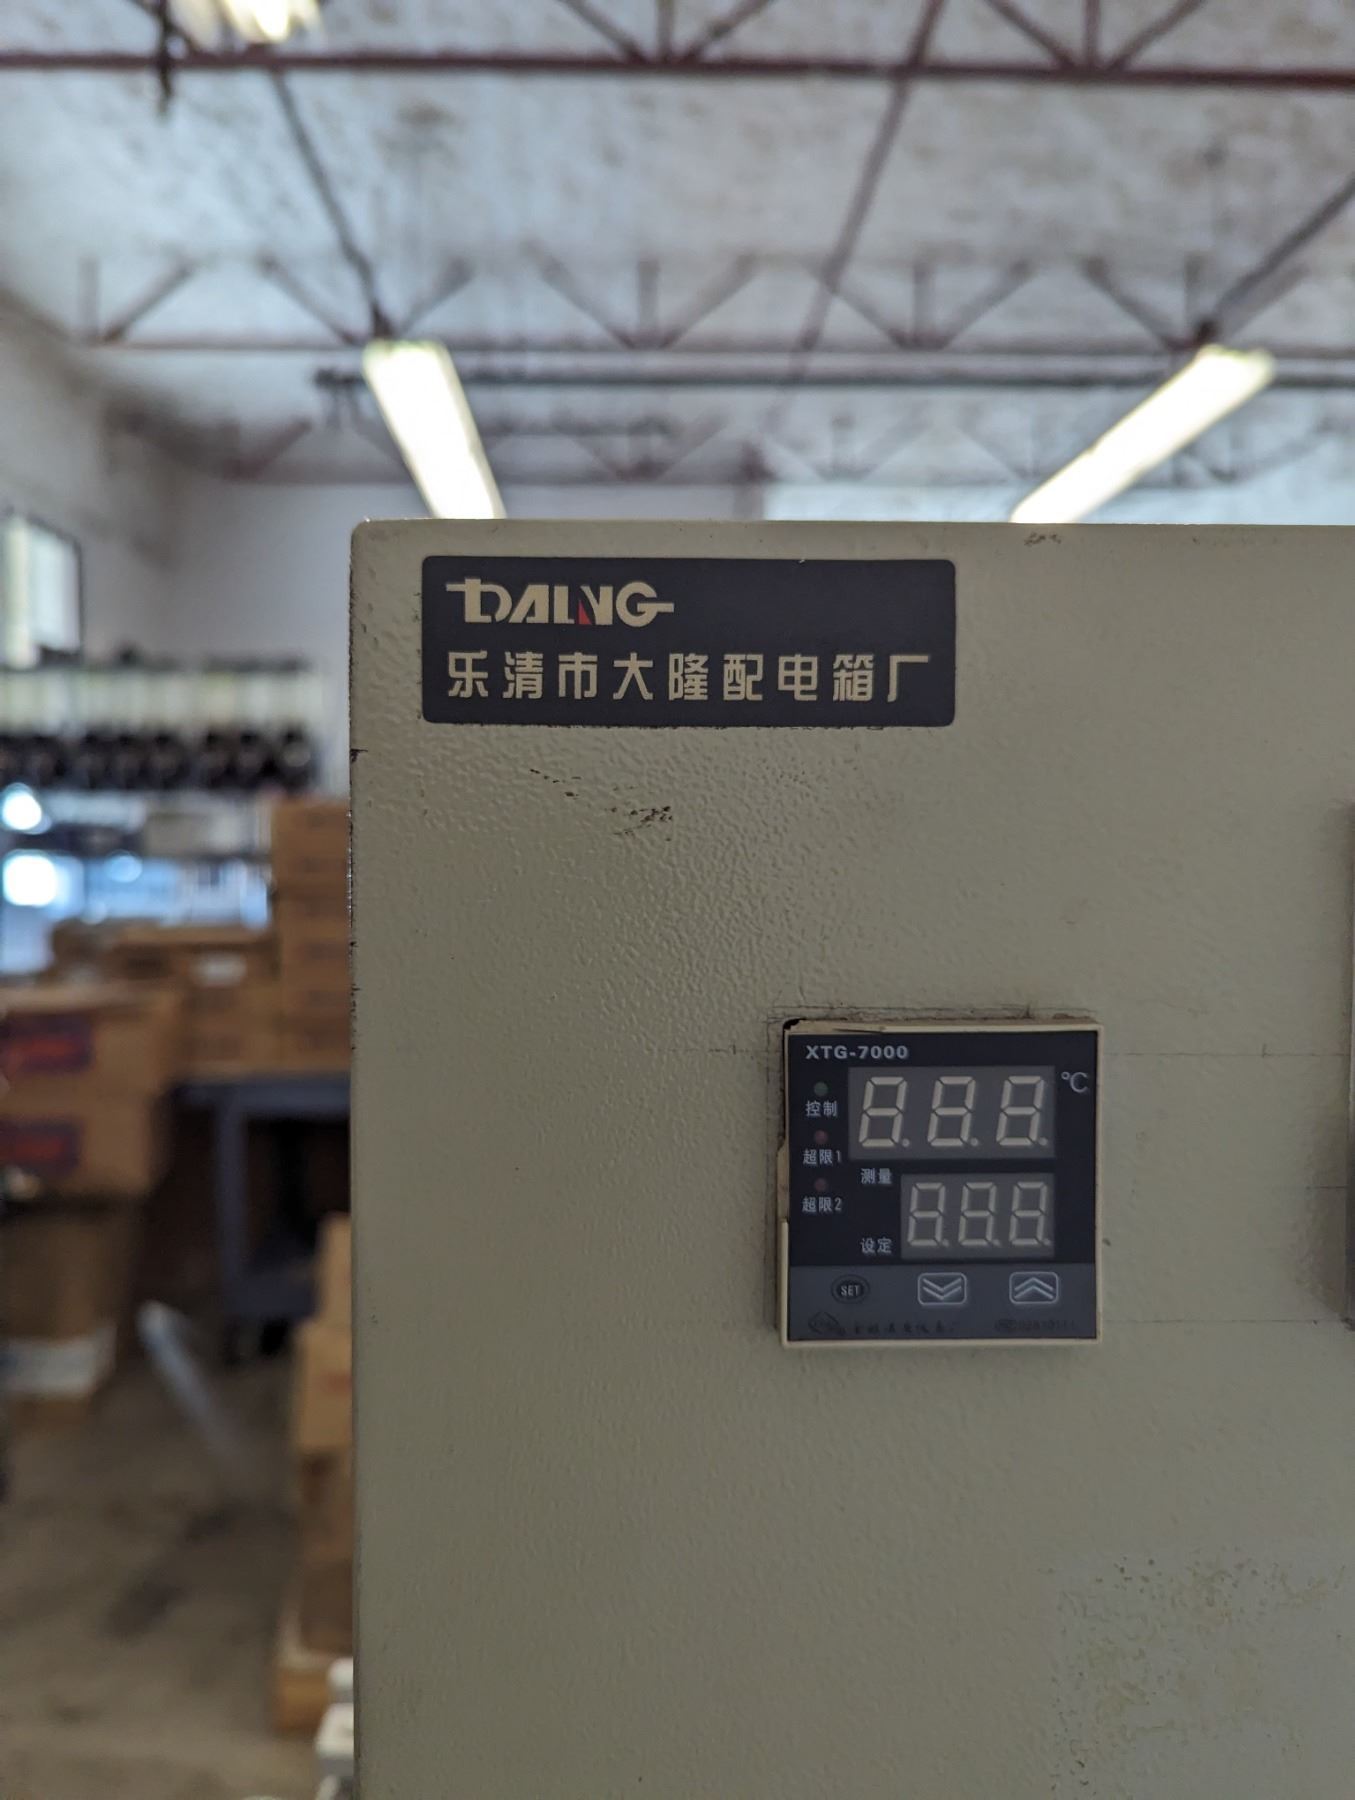 DALNG
乐清市大隆配电箱厂
XTG-7000
℃
控制
超限1
测量
超限2
设定
SET